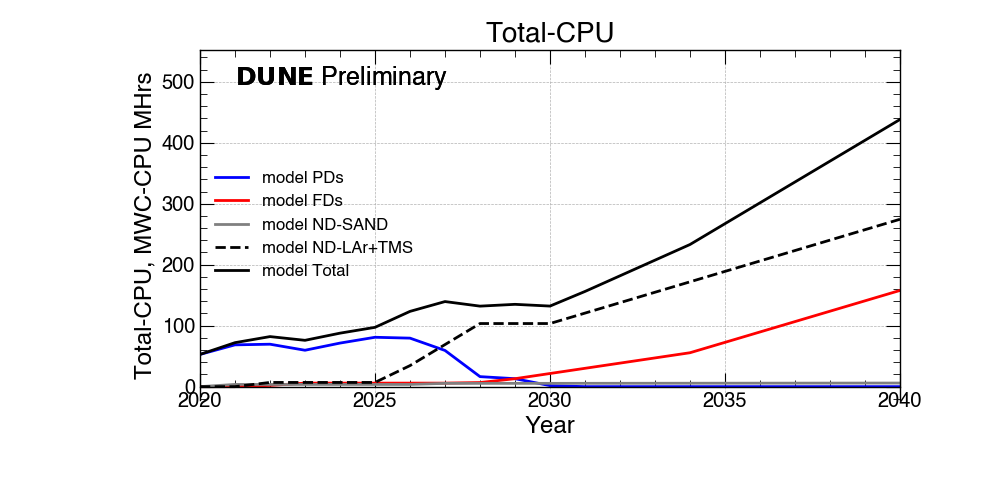 Total-CPU
DUNE Preliminary
Total-CPU, MWC-CPU MHrs
500
400
300
200
100
0
model PDs
model FDs
model ND-SAND
model ND-LAr+TMS
model Total
2020 2025 2030 2035 2040
Year